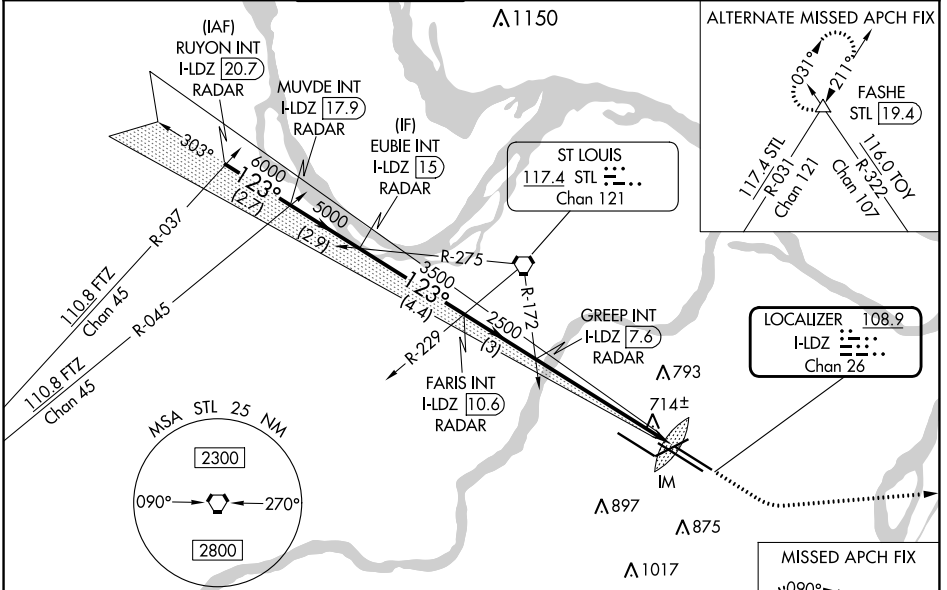 1150
(IAF)
RUYON INT
I-LDZ 20.7
RADAR
MUVDE INT
I-LDZ 17.9
RADAR
(IF)
EUBIE INT
I-LDZ 15
RADAR
303°
6000
123°
(2.7)
5000
(2.9)
R-275
3500
123°
(4.4)
2500
(3)
R-172
R-229
R-037
110.8 FTZ
Chan 45
R-045
110.8 FTZ
Chan 45
ST LOUIS
117.4 STL
Chan 121
FARIS INT
I-LDZ 10.6
RADAR
GREEP INT
I-LDZ 7.6
RADAR
793
714±
IM
897
875
1017
LOCALIZER 108.9
I-LDZ
Chan 26
ALTERNATE MISSED APCH FIX
031°
211°
FASHE
STL 19.4
117.4 STL
R-031
Chan 121
116.0 TOY
R-322
Chan 107
MSA STL 25 NM
2300
090°
270°
2800
MISSED APCH FIX
090°